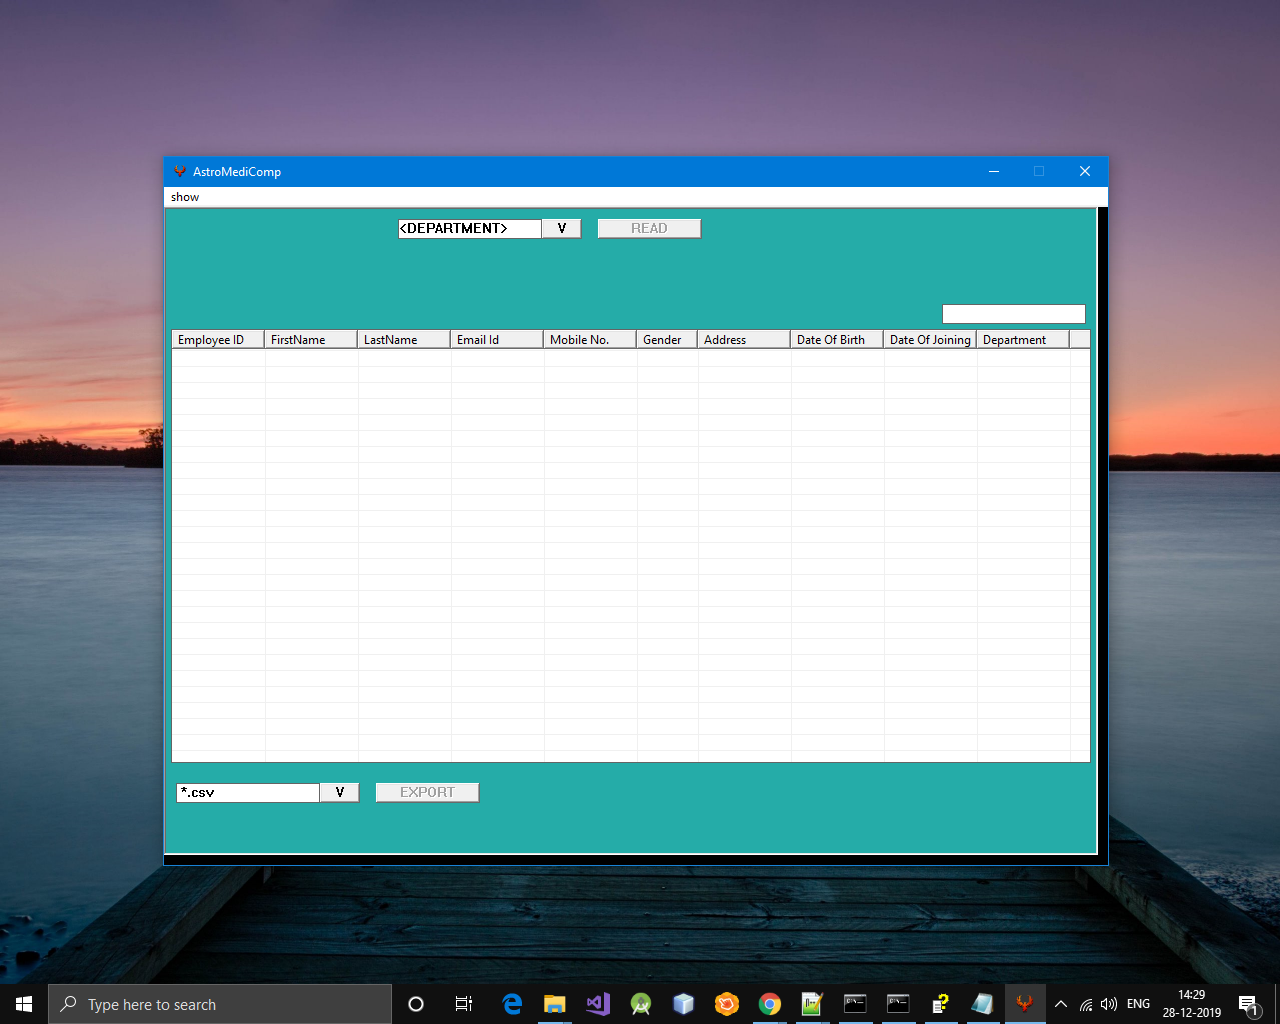 AstroMediComp
show
<DEPARTMENT> V READ
Employee ID FirstName LastName Email Id Mobile No. Gender Address Date Of Birth Date Of Joining Department
*.csv V EXPORT
Type here to search ENG 14:29
28-12-2019 1